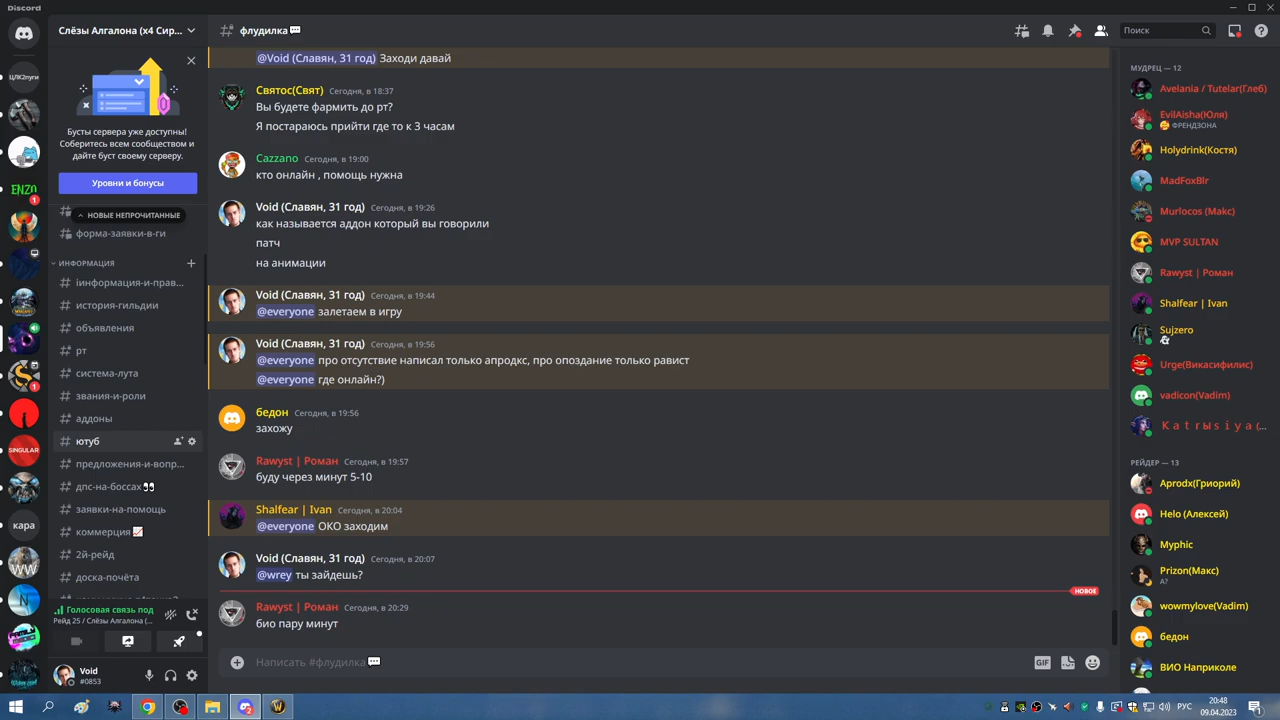 Discord
Слёзы Алгалона (x4 Сир...
Бусты сервера уже доступны!
Соберитесь всем сообществом и
дайте буст своему серверу.
Уровни и бонусы
НОВЫЕ НЕПРОЧИТАННЫЕ
форма-заявки-в-ги
ИНФОРМАЦИЯ
история-гильдии
объявления
рт
система-лута
звания-и-роли
аддоны
ютуб
предложения-и-вопр...
дпс-на-боссах👀
заявки-на-помощь
коммерция📈
2й-рейд
доска-почёта
Голосовая связь под
Рейд 25 / Слёзы Алгалона (...
Void
#0853
ENZO
1
1
SINGULAR
кара
WW
флудилка💬
Поиск
@Void (Славян, 31 год) Заходи давай
Святос(Свят) Сегодня, в 18:37
Вы будете фармить до рт?
Я постараюсь прийти где то к 3 часам
Cazzano Сегодня, в 19:00
кто онлайн , помощь нужна
Void (Славян, 31 год) Сегодня, в 19:26
как называется аддон который вы говорили
патч
на анимации
Void (Славян, 31 год) Сегодня, в 19:44
@everyone залетаем в игру
Void (Славян, 31 год) Сегодня, в 19:56
@everyone про отсутствие написал только апродкс, про опоздание только равист
@everyone где онлайн?)
бедон Сегодня, в 19:56
захожу
Rawyst | Роман Сегодня, в 19:57
буду через минут 5-10
Shalfear | Ivan Сегодня, в 20:04
@everyone ОКО заходим
Void (Славян, 31 год) Сегодня, в 20:07
@wrey ты зайдешь?
НОВОЕ
Rawyst | Роман Сегодня, в 20:29
био пару минут
Написать #флудилка💬
GIF
МУДРЕЦ — 12
Avelania / Tutelar(Глеб)
EvilAisha(Юля)
ФРЕНДЗОНА
Holydrink(Костя)
MadFoxBlr
Murlocos (Макс)
MVP SULTAN
Rawyst | Роман
Shalfear | Ivan
Sujzero
Urge(Викасифилис)
vadicon(Vadim)
K a t r ы s i y a (...
РЕЙДЕР — 13
Aprodx(Гриорий)
Helo (Алексей)
Myphic
Prizon(Макс)
А?
wowmylove(Vadim)
бедон
ВИО Наприколе
РУС
20:48
09.04.2023